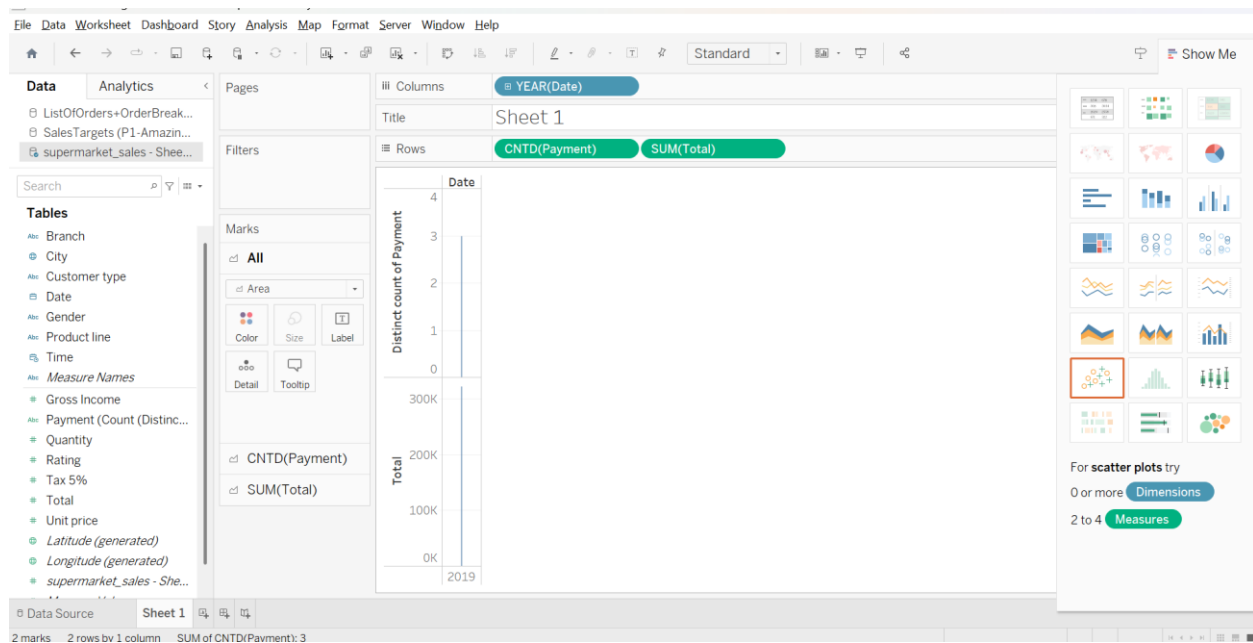 File Data Worksheet Dashboard Story Analysis Map Format Server Window Help
Standard
Show Me
Data Analytics
ListOfOrders+OrderBreak...
SalesTargets (P1-Amazin...
supermarket_sales - Shee...
Search
Tables
Abc Branch
City
Abc Customer type
Date
Abc Gender
Abc Product line
Time
Abc Measure Names
# Gross Income
Abc Payment (Count (Distinc...
# Quantity
# Rating
# Tax 5%
# Total
# Unit price
Latitude (generated)
Longitude (generated)
# supermarket_sales - She...
Pages
Filters
Marks
All
Area
Color Size Label
Detail Tooltip
CNTD(Payment)
SUM(Total)
Columns YEAR(Date)
Title Sheet 1
Rows CNTD(Payment) SUM(Total)
Date
Distinct count of Payment
4
3
2
1
0
Total
300K
200K
100K
0K
2019
For scatter plots try
0 or more Dimensions
2 to 4 Measures
Data Source Sheet 1
2 marks 2 rows by 1 column SUM of CNTD(Payment): 3